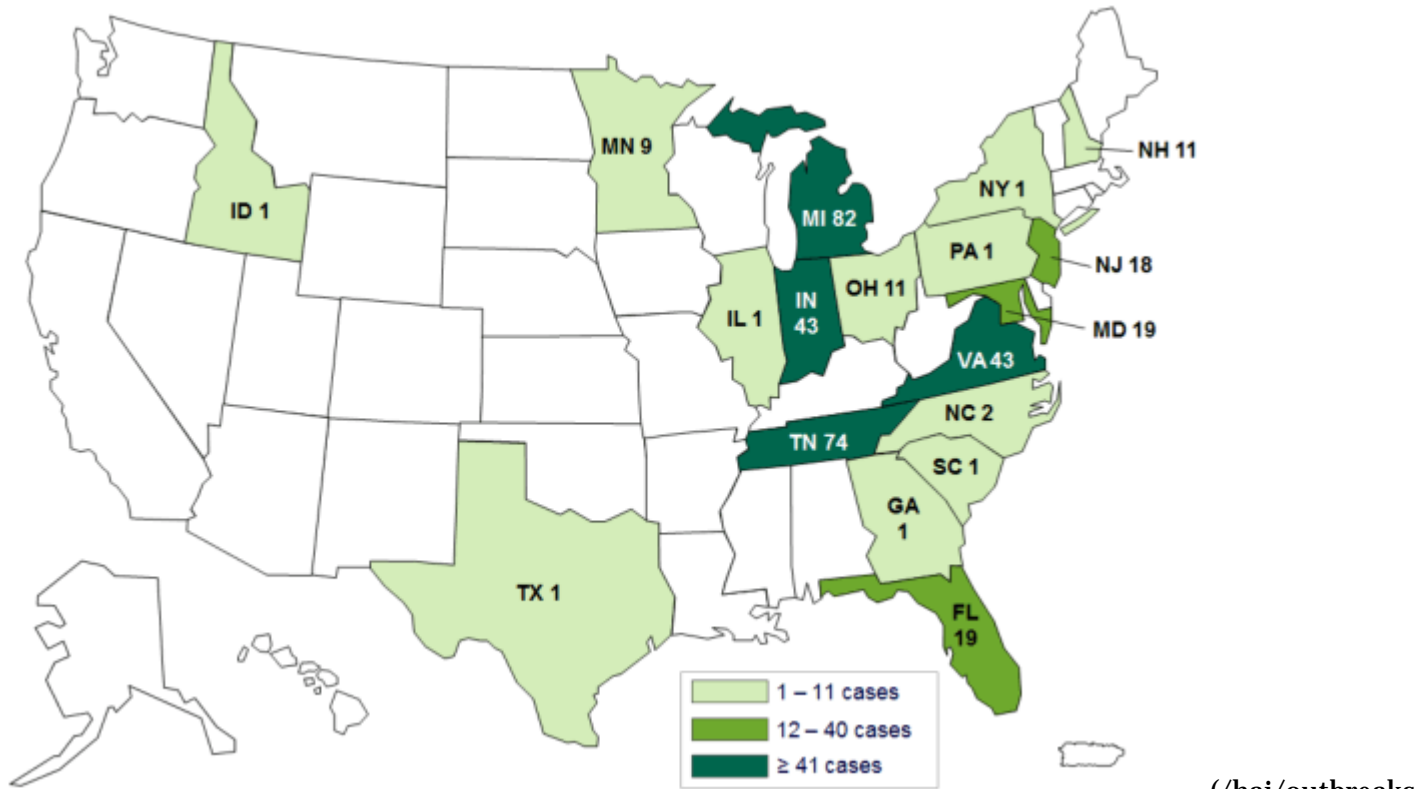 MN 9
NH 11
NY 1
ID 1
MI 82
PA 1
NJ 18
OH 11
IN
43
IL 1
MD 19
VA 43
NC 2
TN 74
SC 1
GA
1
TX 1
FL
19
1 – 11 cases
12 – 40 cases
≥ 41 cases